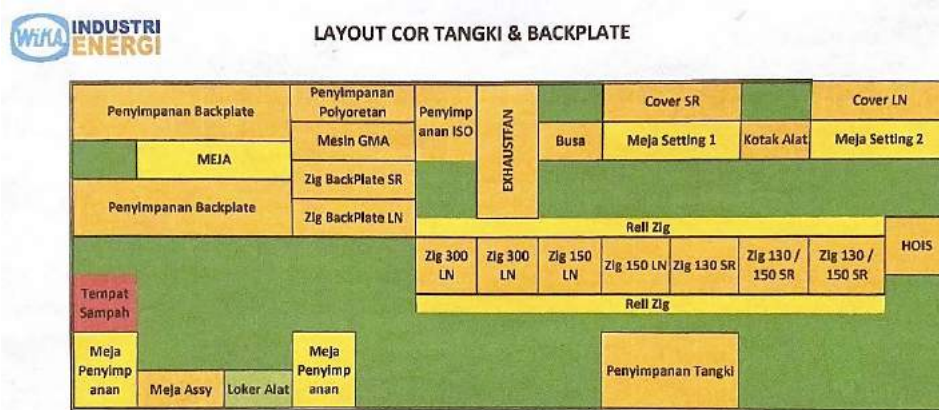 WIKA INDUSTRI
ENERGI
LAYOUT COR TANGKI & BACKPLATE
Penyimpanan Backplate
Penyimpanan
Polyoretan
Penyimp
anan ISO
EXHAUSTFAN
Cover SR
Cover LN
Mesin GMA
Busa
Meja Setting 1
Kotak Alat
Meja Setting 2
MEJA
Zig BackPlate SR
Penyimpanan Backplate
Zig BackPlate LN
Rell Zig
HOIS
Zig 300
LN
Zig 300
LN
Zig 150
LN
Zig 150 LN
Zig 130 SR
Zig 130 /
150 SR
Zig 130 /
150 SR
Rell Zig
Tempat
Sampah
Meja
Penyimp
anan
Meja Assy
Loker Alat
Meja
Penyimp
anan
Penyimpanan Tangki